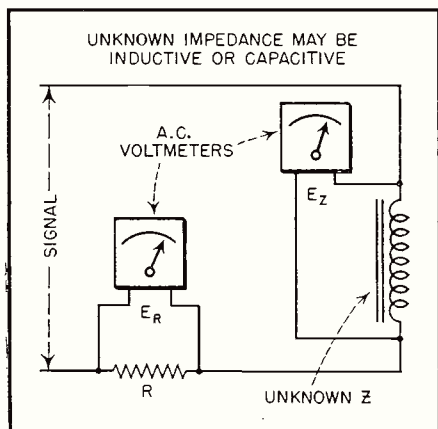 UNKNOWN IMPEDANCE MAY BE
INDUCTIVE OR CAPACITIVE
A.C.
VOLTMETERS
SIGNAL
E_Z
E_R
R
UNKNOWN Z